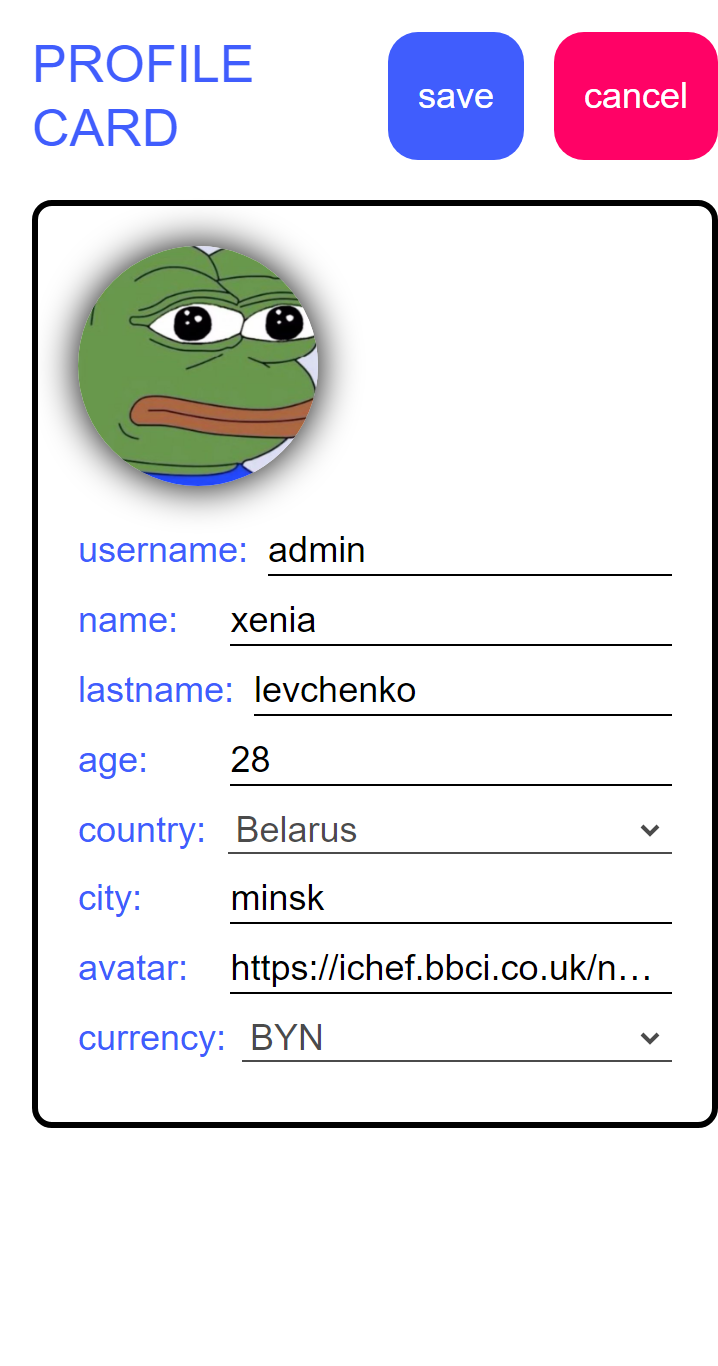 PROFILE
CARD
save
cancel
username: admin
name: xenia
lastname: levchenko
age: 28
country: Belarus
city: minsk
avatar: https://ichef.bbci.co.uk/n…
currency: BYN